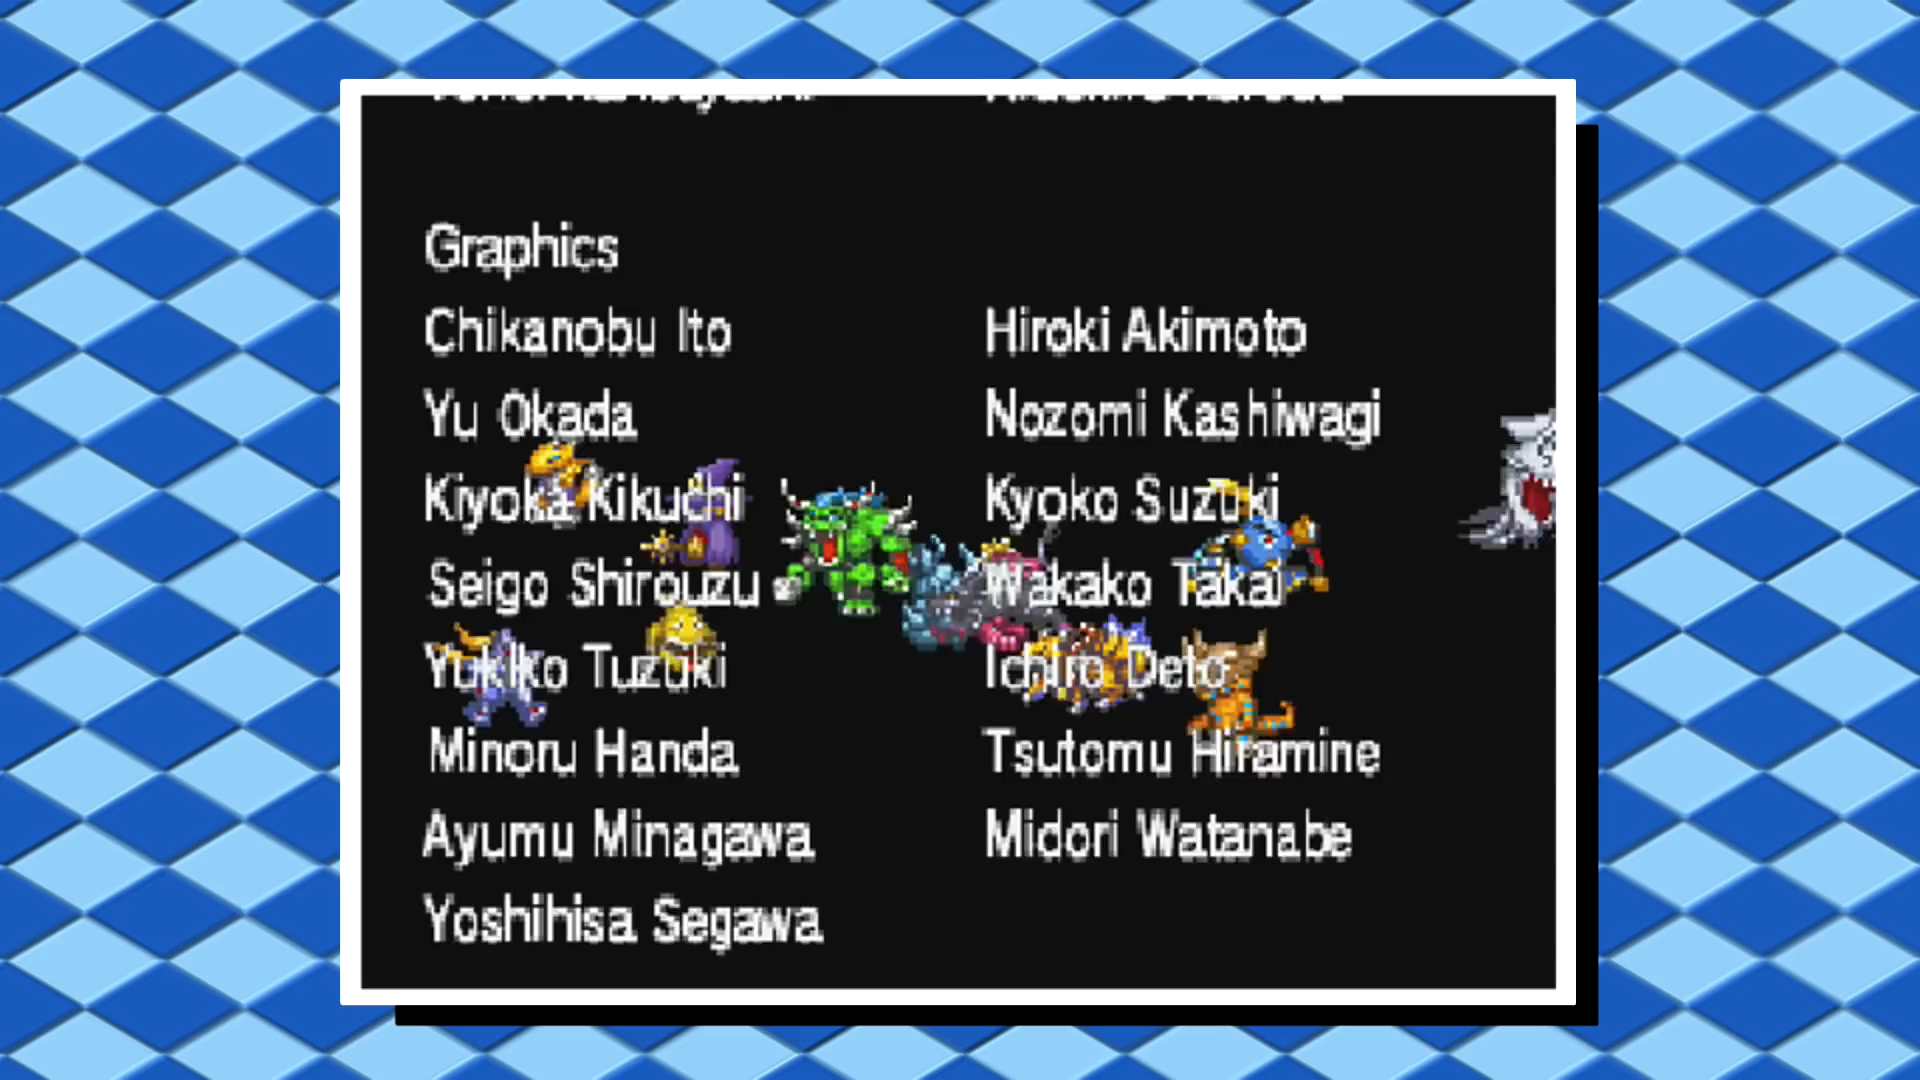 Graphics
Chikanobu Ito Hiroki Akimoto
Yu Okada Nozomi Kashiwagi
Kiyoka Kikuchi Kyoko Suzuki
Seigo Shirouzu Wakako Takai
Yukiko Tuzuki Ichiro Deto
Minoru Handa Tsutomu Hiramine
Ayumu Minagawa Midori Watanabe
Yoshihisa Segawa